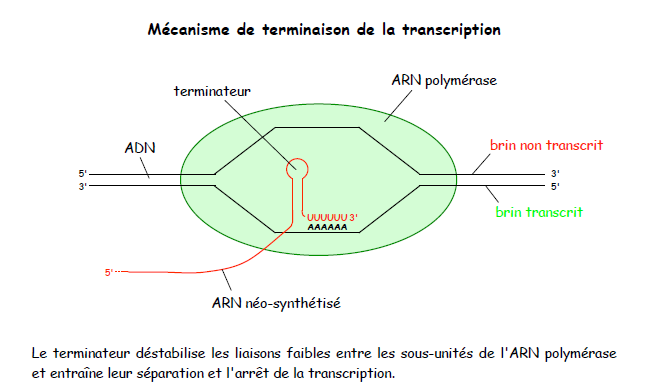 Mécanisme de terminaison de la transcription
ARN polymérase
terminateur
ADN
brin non transcrit
5'
3'
3'
5'
brin transcrit
UUUUUU 3'
AAAAAA
5'
ARN néo-synthétisé
Le terminateur déstabilise les liaisons faibles entre les sous-unités de l'ARN polymérase
et entraîne leur séparation et l'arrêt de la transcription.